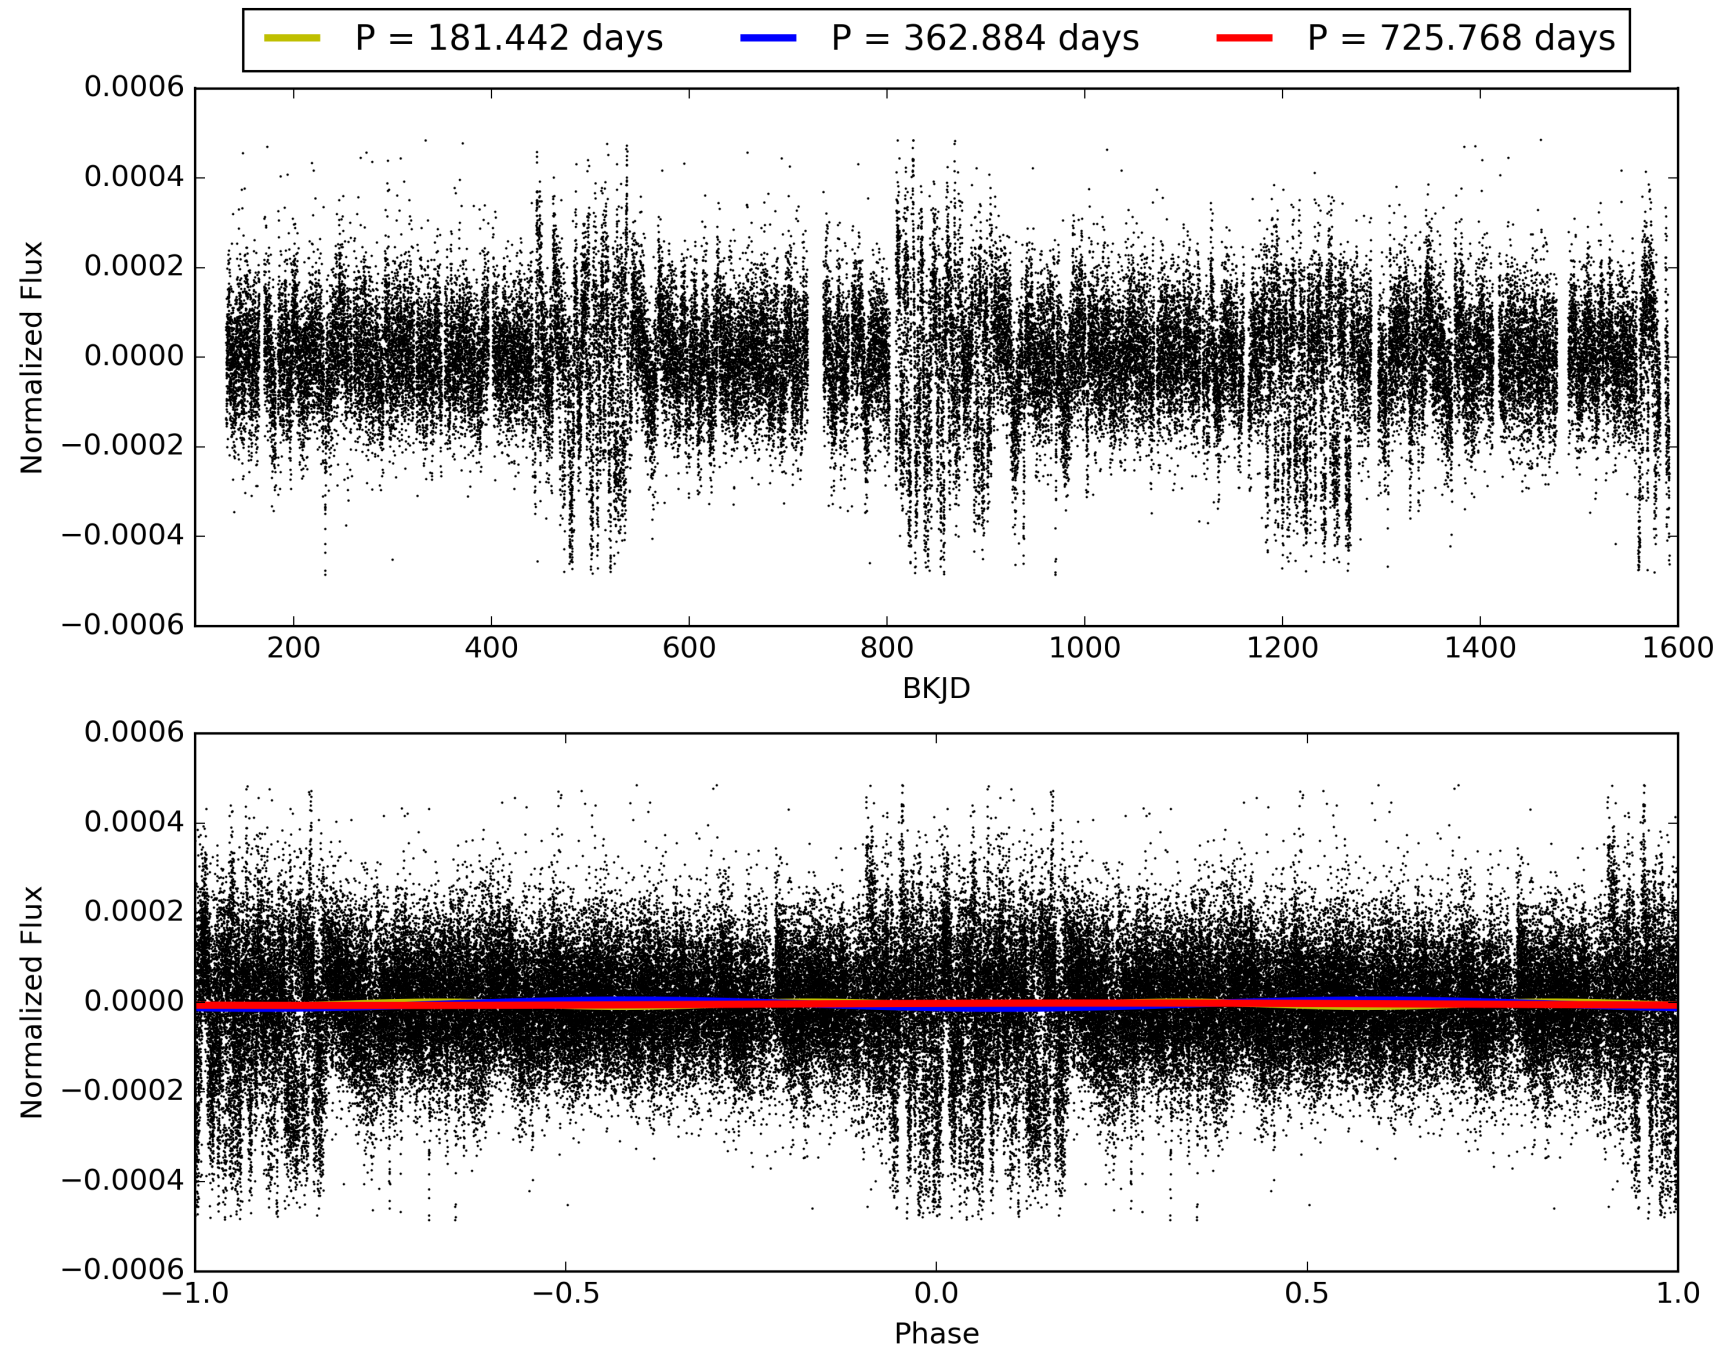 P = 181.442 days P = 362.884 days P = 725.768 days
0.0006
0.0004
0.0002
0.0000
−0.0002
−0.0004
−0.0006
Normalized Flux
200 400 600 800 1000 1200 1400 1600
BKJD
0.0006
0.0004
0.0002
0.0000
−0.0002
−0.0004
−0.0006
Normalized Flux
−1.0 −0.5 0.0 0.5 1.0
Phase